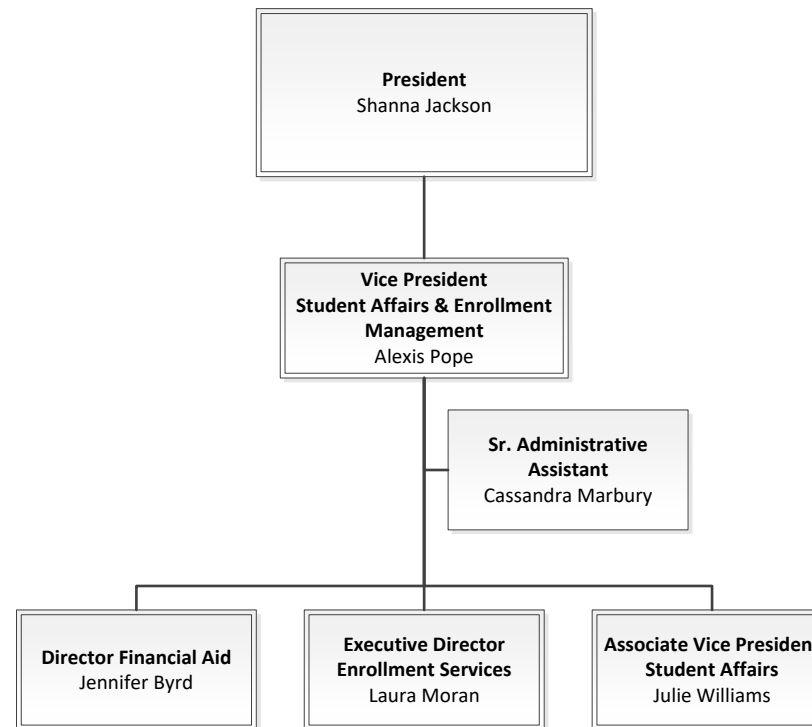 President
Shanna Jackson
Vice President
Student Affairs & Enrollment
Management
Alexis Pope
Sr. Administrative
Assistant
Cassandra Marbury
Director Financial Aid
Jennifer Byrd
Executive Director
Enrollment Services
Laura Moran
Associate Vice Presiden
Student Affairs
Julie Williams